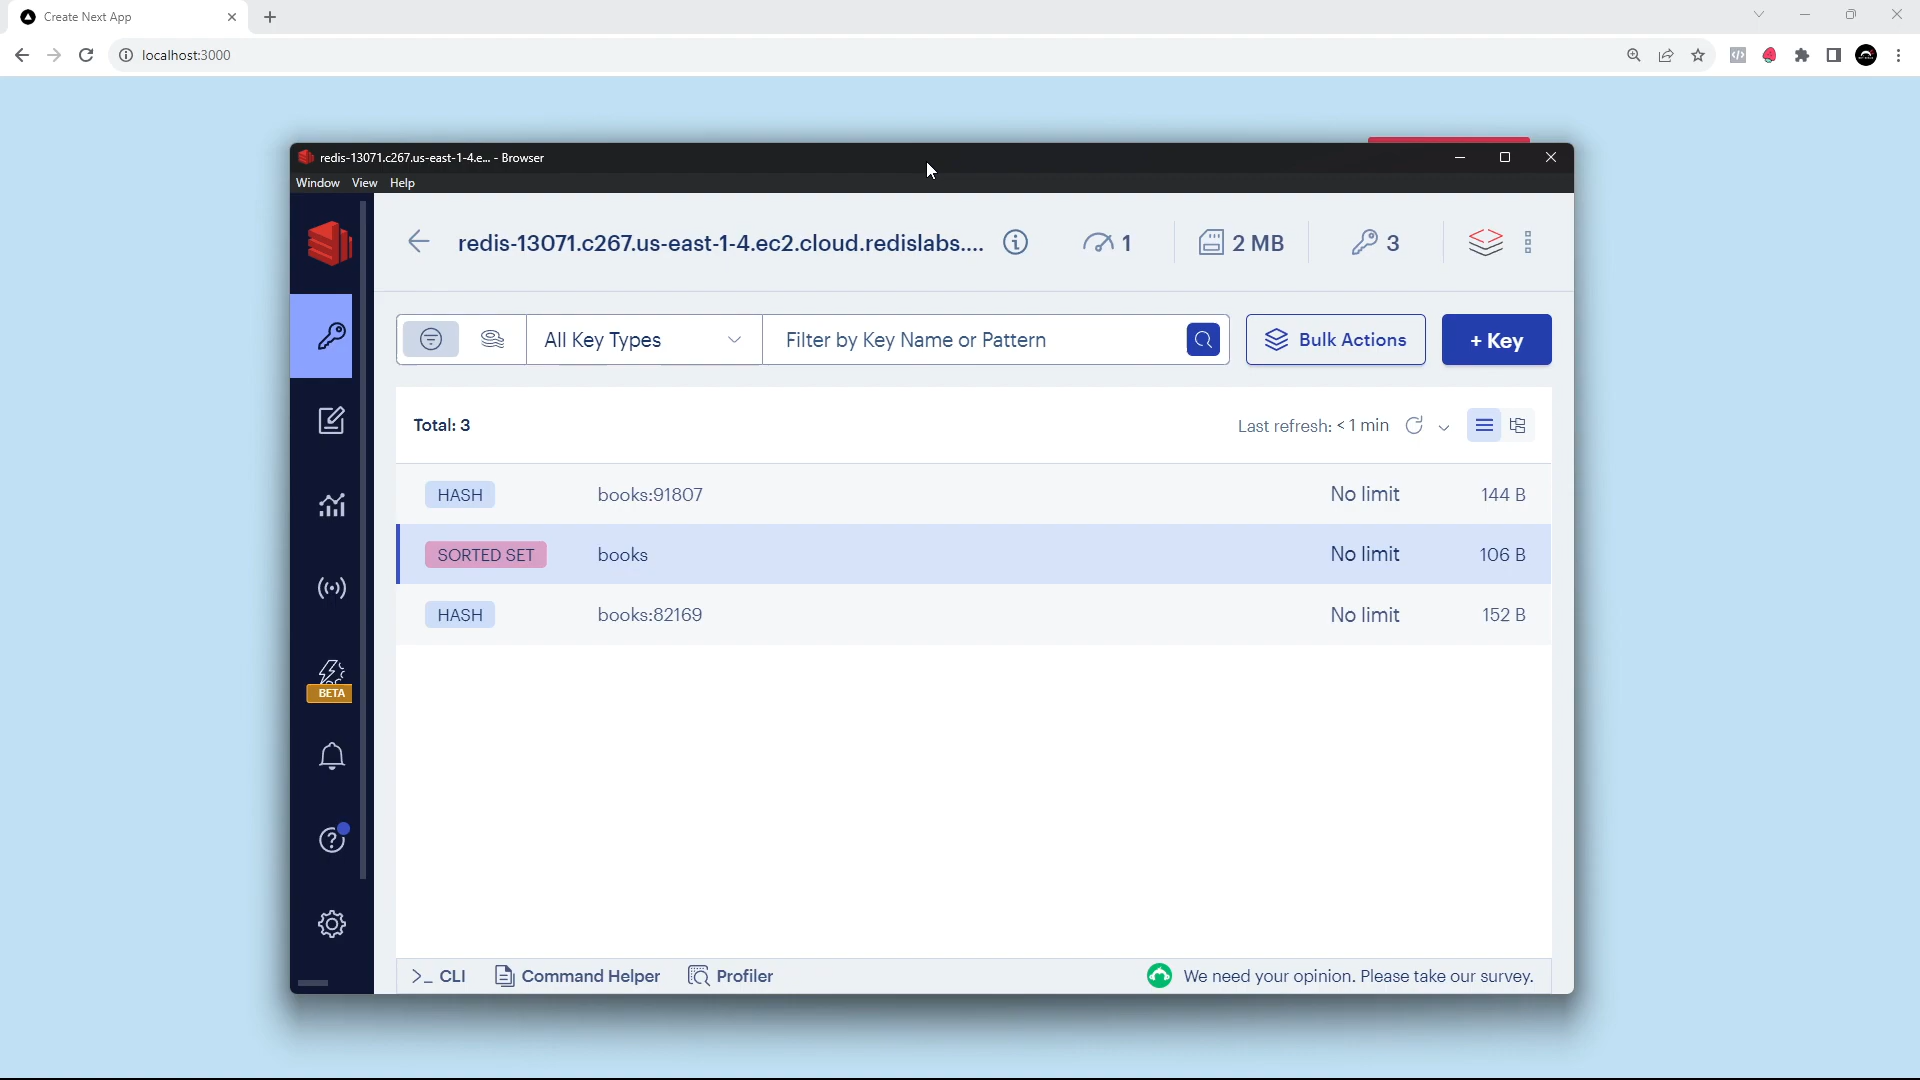 Create Next App
localhost:3000
redis-13071.c267.us-east-1-4.e... - Browser
Window View Help
redis-13071.c267.us-east-1-4.ec2.cloud.redislabs.... 1 2 MB 3
All Key Types Filter by Key Name or Pattern Bulk Actions + Key
Total: 3 Last refresh: < 1 min
HASH books:91807 No limit 144 B
SORTED SET books No limit 106 B
HASH books:82169 No limit 152 B
BETA
>_ CLI Command Helper Profiler We need your opinion. Please take our survey.